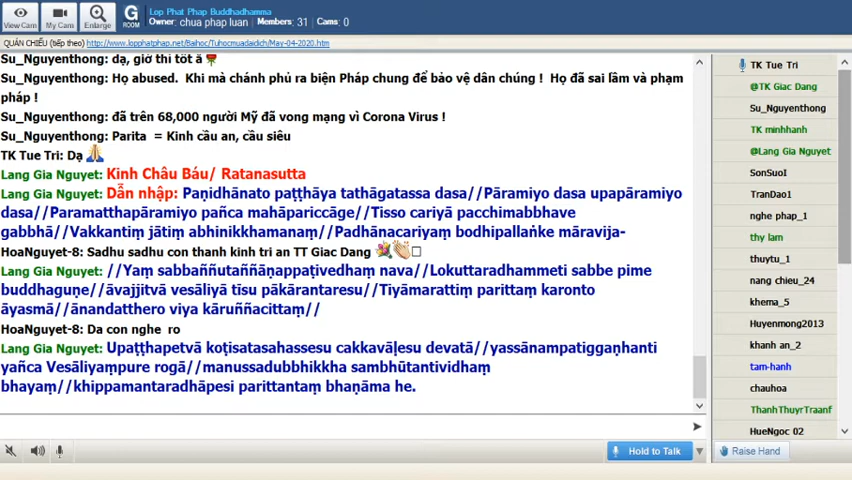 View Cam
My Cam
Enlarge
G
ROOM
Lop Phat Phap Buddhadhamma
Owner: chua phap luan Members: 31 Cams: 0
QUÁN CHIẾU (tiếp theo) http://www.lopphatphap.net/Baihoc/Tuhocmuadaidich/May-04-2020.htm
Su_Nguyenthong: dạ, giờ thì tốt ã
Su_Nguyenthong: Họ abused. Khi mà chánh phủ ra biện Pháp chung để bảo vệ dân chúng ! Họ đã sai lầm và phạm
pháp !
Su_Nguyenthong: đã trên 68,000 người Mỹ đã vong mạng vì Corona Virus !
Su_Nguyenthong: Parita = Kinh cầu an, cầu siêu
TK Tue Tri: Dạ
Lang Gia Nguyet: Kinh Châu Báu/ Ratanasutta
Lang Gia Nguyet: Dẫn nhập: Paṇidhānato paṭṭhāya tathāgatassa dasa//Pāramiyo dasa upapāramiyo
dasa//Paramatthapāramiyo pañca mahāpariccāge//Tisso cariyā pacchimabbhave
gabbhā//Vakkantiṃ jātiṃ abhinikkhamanaṃ//Padhānacariyaṃ bodhipallaṅke māravija-
HoaNguyet-8: Sadhu sadhu con thanh kinh tri an TT Giac Dang
Lang Gia Nguyet: //Yaṃ sabbaññutaññāṇappaṭivedhaṃ nava//Lokuttaradhammeti sabbe pime
buddhaguṇe//āvajjitvā vesāliyā tīsu pākārantaresu//Tiyāmarattiṃ parittaṃ karonto
āyasmā//ānandatthero viya kāruññacittaṃ//
HoaNguyet-8: Da con nghe ro
Lang Gia Nguyet: Upaṭṭhapetvā koṭisatasahassesu cakkavāḷesu devatā//yassānampatiggaṇhanti
yañca Vesāliyaṃpure rogā//manussadubbhikkha sambhūtantividhaṃ
bhayaṃ//khippamantaradhāpesi parittantaṃ bhaṇāma he.
Hold to Talk
TK Tue Tri
@TK Giac Dang
Su_Nguyenthong
TK minhhanh
@Lang Gia Nguyet
SonSuoI
TranDao1
nghe phap_1
thy lam
thuytu_1
nang chieu_24
khema_5
Huyenmong2013
khanh an_2
tam-hanh
chauhoa
ThanhThuyrTraanf
HueNgoc 02
Raise Hand